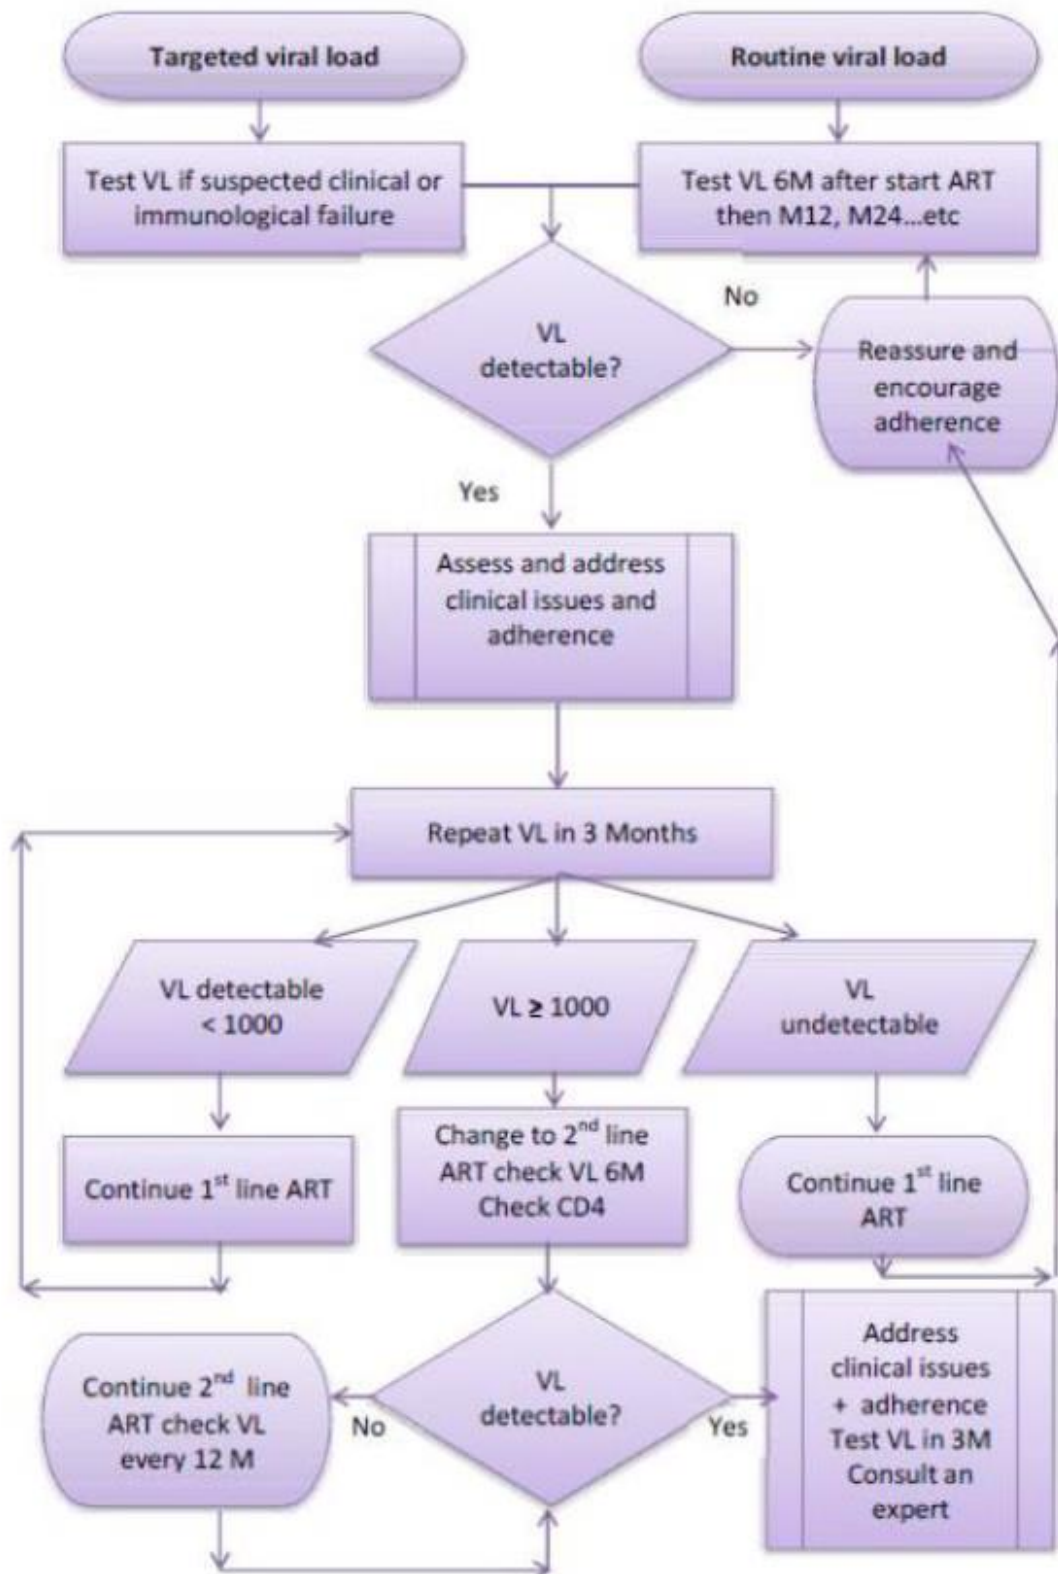 Targeted viral load
Routine viral load
Test VL if suspected clinical or
immunological failure
Test VL 6M after start ART
then M12, M24...etc
VL
detectable?
No
Reassure and
encourage
adherence
Yes
Assess and address
clinical issues and
adherence
Repeat VL in 3 Months
VL detectable
< 1000
VL ≥ 1000
VL
undetectable
Continue 1st line ART
Change to 2nd line
ART check VL 6M
Check CD4
Continue 1st line
ART
Continue 2nd line
ART check VL
every 12 M
No
VL
detectable?
Yes
Address
clinical issues
+ adherence
Test VL in 3M
Consult an
expert